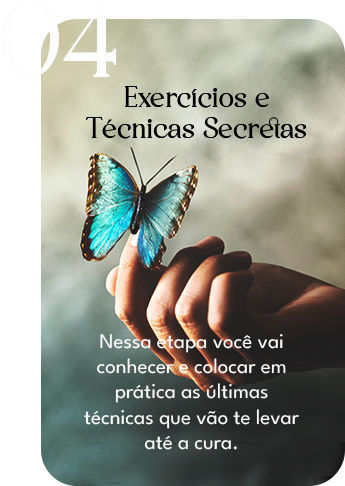 04
Exercícios e
Técnicas Secretas
Nessa etapa você vai
conhecer e colocar em
prática as últimas
técnicas que vão te levar
até a cura.